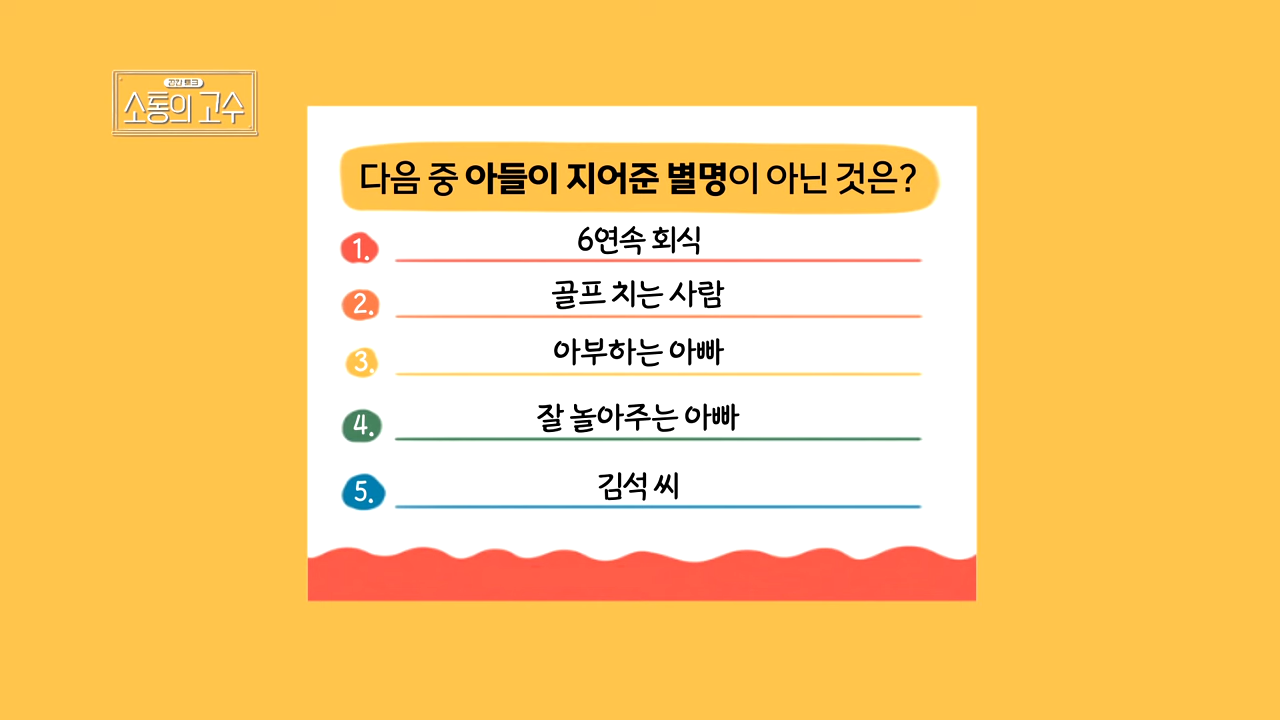 소통의 고수
다음 중 아들이 지어준 별명이 아닌 것은?
1. 6연속 회식
2. 골프 치는 사람
3. 아부하는 아빠
4. 잘 놀아주는 아빠
5. 김석 씨